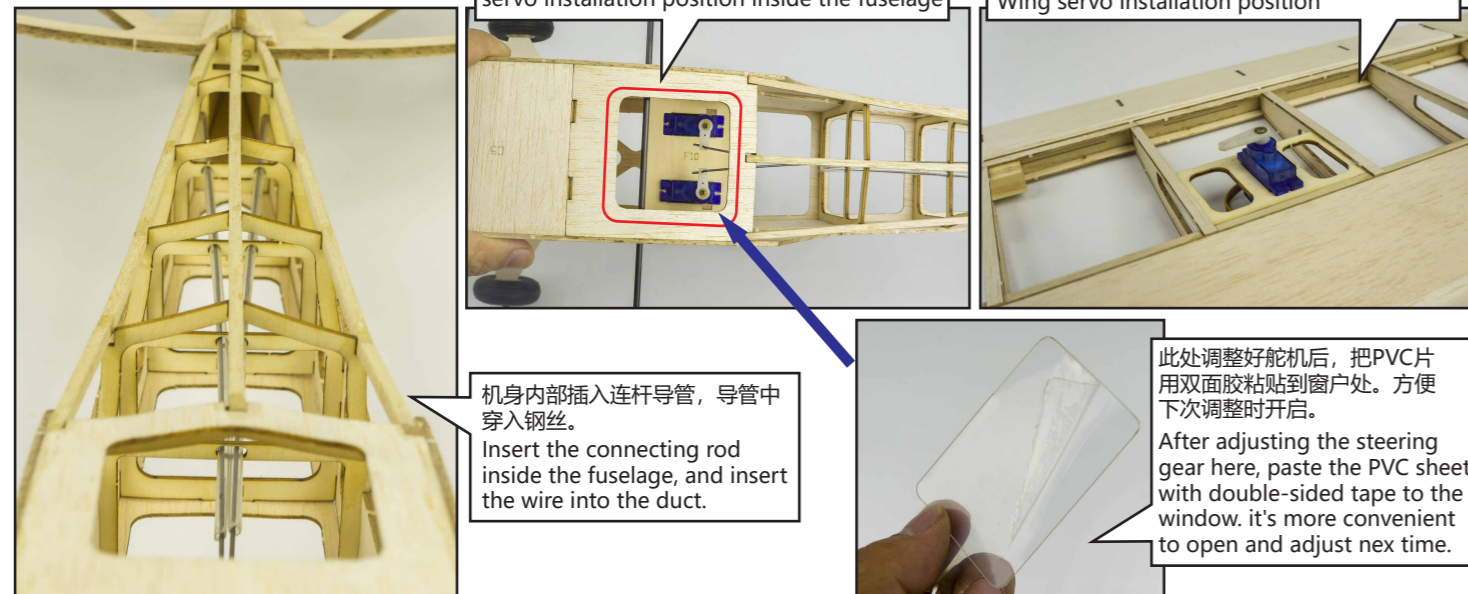 servo installation position inside the fuselage
Wing servo installation position
F10
机身内部插入连杆导管，导管中
穿入钢丝。
Insert the connecting rod
inside the fuselage, and insert
the wire into the duct.
此处调整好舵机后，把PVC片
用双面胶粘贴到窗户处。方便
下次调整时开启。
After adjusting the steering
gear here, paste the PVC sheet
with double-sided tape to the
window. it's more convenient
to open and adjust nex time.